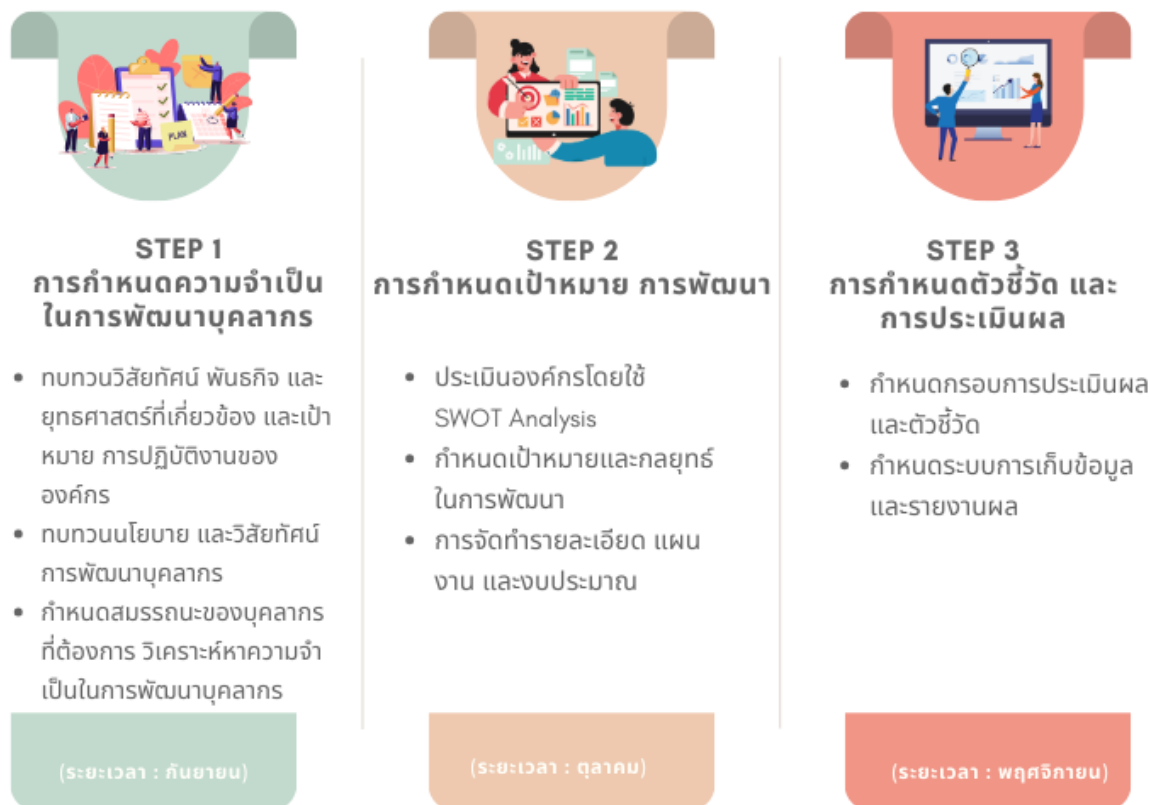 PLAN
STEP 1
การกำหนดความจำเป็น
ในการพัฒนาบุคลากร
• ทบทวนวิสัยทัศน์ พันธกิจ และ
ยุทธศาสตร์ที่เกี่ยวข้อง และเป้า
หมาย การปฏิบัติงานของ
องค์กร
• ทบทวนนโยบาย และวิสัยทัศน์
การพัฒนาบุคลากร
• กำหนดสมรรถนะของบุคลากร
ที่ต้องการ วิเคราะห์หาความจำ
เป็นในการพัฒนาบุคลากร
(ระยะเวลา : กันยายน)
STEP 2
การกำหนดเป้าหมาย การพัฒนา
• ประเมินองค์กรโดยใช้
SWOT Analysis
• กำหนดเป้าหมายและกลยุทธ์
ในการพัฒนา
• การจัดทำรายละเอียด แผน
งาน และงบประมาณ
(ระยะเวลา : ตุลาคม)
STEP 3
การกำหนดตัวชี้วัด และ
การประเมินผล
• กำหนดกรอบการประเมินผล
และตัวชี้วัด
• กำหนดระบบการเก็บข้อมูล
และรายงานผล
(ระยะเวลา : พฤศจิกายน)